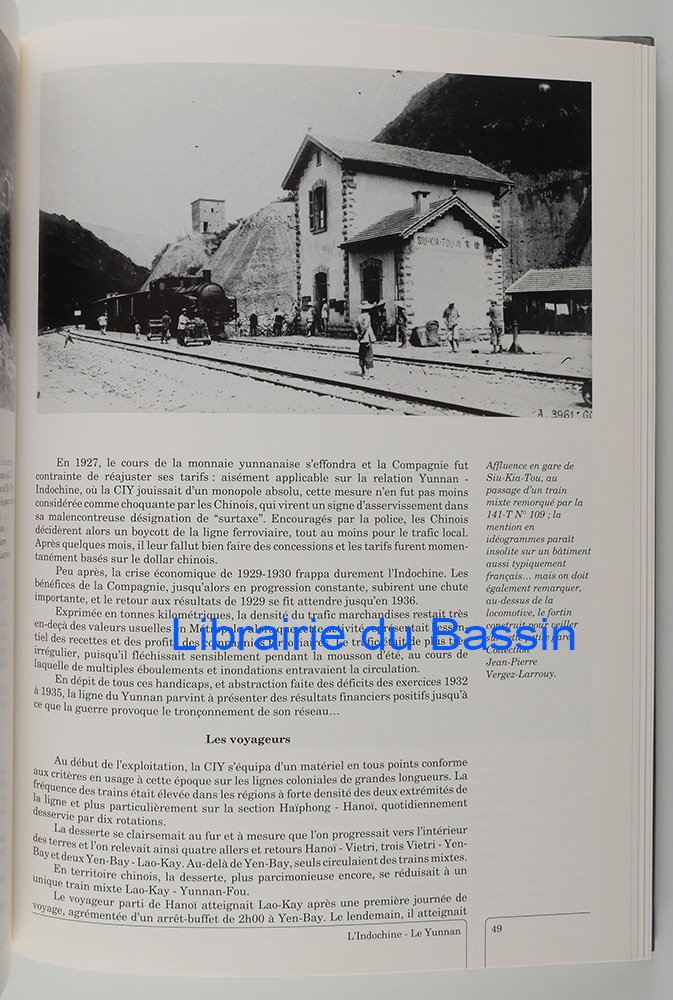 SIU-KIA-TOU
A. 3961 GC
En 1927, le cours de la monnaie yunnanaise s'effondra et la Compagnie fut
contrainte de réajuster ses tarifs : aisément applicable sur la relation Yunnan -
Indochine, où la CIY jouissait d'un monopole absolu, cette mesure n'en fut pas moins
considérée comme choquante par les Chinois, qui virent un signe d'asservissement dans
sa malencontreuse désignation de "surtaxe". Encouragés par la police, les Chinois
décidèrent alors un boycott de la ligne ferroviaire, tout au moins pour le trafic local.
Après quelques mois, il leur fallut bien faire des concessions et les tarifs furent momen-
tanément basés sur le dollar chinois.
Peu après, la crise économique de 1929-1930 frappa durement l'Indochine. Les
bénéfices de la Compagnie, jusqu'alors en progression constante, subirent une chute
importante, et le retour aux résultats de 1929 se fit attendre jusqu'en 1936.
Exprimée en tonnes kilométriques, la densité du trafic marchandises restait très
en-deçà des valeurs usuelles en
tiel des recettes et des
irrégulier, puisqu'il fléchissait sensiblement pendant la mousson d'été, au cours de
laquelle de multiples éboulements et inondations entravaient la circulation.
En dépit de tous ces handicaps, et abstraction faite des déficits des exercices 1932
à 1935, la ligne du Yunnan parvint à présenter des résultats financiers positifs jusqu'à
ce que la guerre provoque le tronçonnement de son réseau...
Les voyageurs
Au début de l'exploitation, la CIY s'équipa d'un matériel en tous points conforme
aux critères en usage à cette époque sur les lignes coloniales de grandes longueurs. La
fréquence des trains était élevée dans les régions à forte densité des deux extrémités de
la ligne et plus particulièrement sur la section Haïphong - Hanoï, quotidiennement
desservie par dix rotations.
La desserte se clairsemait au fur et à mesure que l'on progressait vers l'intérieur
des terres et l'on relevait ainsi quatre allers et retours Hanoï - Vietri, trois Vietri - Yen-
Bay et deux Yen-Bay - Lao-Kay. Au-delà de Yen-Bay, seuls circulaient des trains mixtes.
En territoire chinois, la desserte, plus parcimonieuse encore, se réduisait à un
unique train mixte Lao-Kay - Yunnan-Fou.
Le voyageur parti de Hanoï atteignait Lao-Kay après une première journée de
voyage, agrémentée d'un arrêt-buffet de 2h00 à Yen-Bay. Le lendemain, il atteignait
Affluence en gare de
Siu-Kia-Tou, au
passage d'un train
mixte remorqué par la
141-T N° 109 ; la
mention en
idéogrammes paraît
insolite sur un bâtiment
aussi typiquement
français... mais on doit
également remarquer,
au-dessus de la
locomotive, le fortin
construit pour veiller
Collection
Jean-Pierre
Vergez-Larrouy.
Librairie du Bassin
L'Indochine - Le Yunnan
49